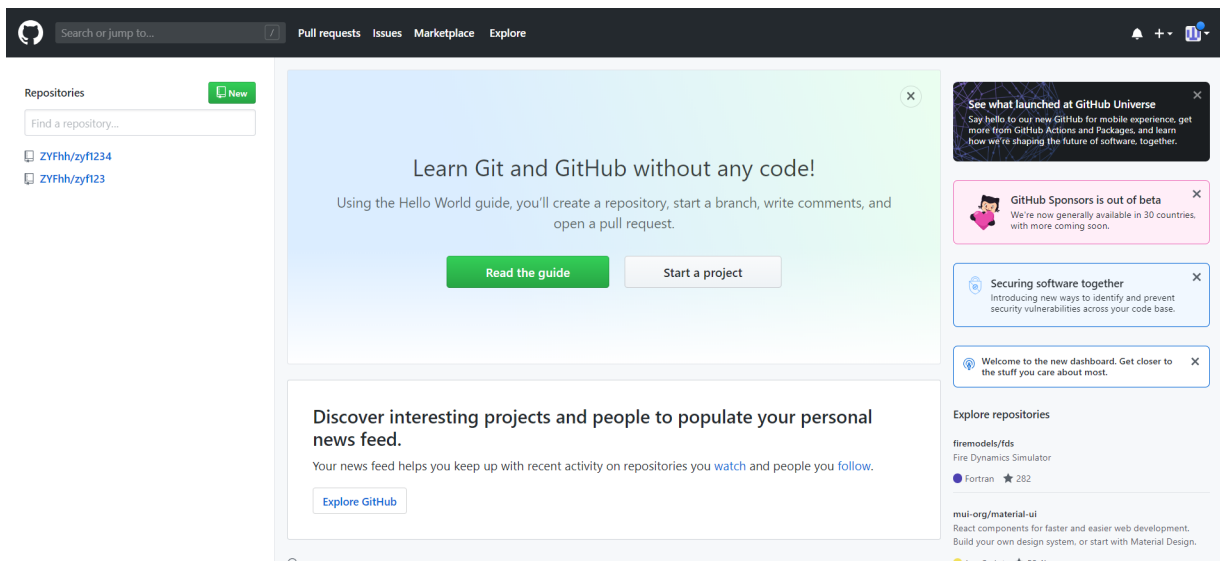 Search or jump to...
/
Pull requests Issues Marketplace Explore
Repositories
New
Find a repository...
ZYFhh/zyf1234
ZYFhh/zyf123
Learn Git and GitHub without any code!
Using the Hello World guide, you'll create a repository, start a branch, write comments, and
open a pull request.
Read the guide
Start a project
Discover interesting projects and people to populate your personal
news feed.
Your news feed helps you keep up with recent activity on repositories you watch and people you follow.
Explore GitHub
See what launched at GitHub Universe
Say hello to our new GitHub for mobile experience, get
more from GitHub Actions and Packages, and learn
how we're shaping the future of software, together.
GitHub Sponsors is out of beta
We're now generally available in 30 countries,
with more coming soon.
Securing software together
Introducing new ways to identify and prevent
security vulnerabilities across your code base.
Welcome to the new dashboard. Get closer to
the stuff you care about most.
Explore repositories
firemodels/fds
Fire Dynamics Simulator
Fortran 282
mui-org/material-ui
React components for faster and easier web development.
Build your own design system, or start with Material Design.